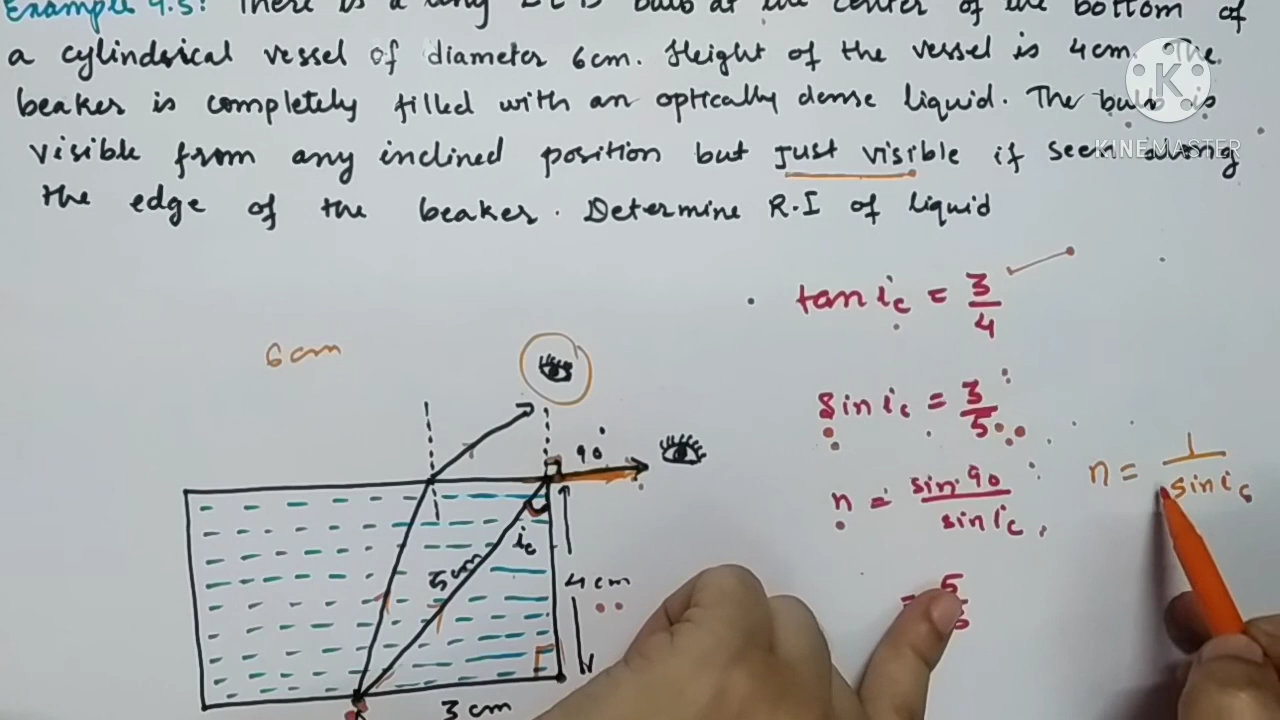 Example 9.5: There is a tiny LED bulb at the center of the bottom of
a cylindrical vessel of diameter 6cm. Height of the vessel is 4cm. The
beaker is completely filled with an optically dense liquid. The bulb is
visible from any inclined position but just visible if seen along
the edge of the beaker. Determine R.I of liquid
KINEMASTER
K
tan ic = 3/4
6cm
sin ic = 3/5
90°
n = sin 90 / sin ic
n = 1 / sin ic
ic
5cm
4cm
= 5
3cm